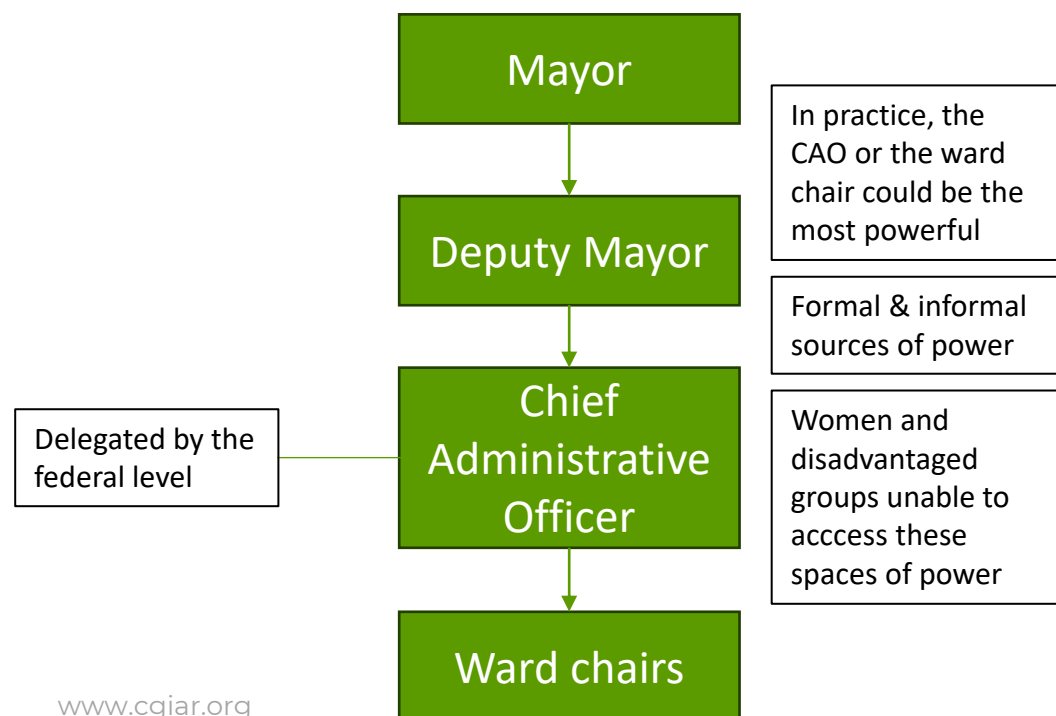 Mayor
In practice, the
CAO or the ward
chair could be the
most powerful
Deputy Mayor
Formal & informal
sources of power
Chief
Administrative
Officer
Delegated by the
federal level
Women and
disadvantaged
groups unable to
acccess these
spaces of power
Ward chairs
www.cgiar.org